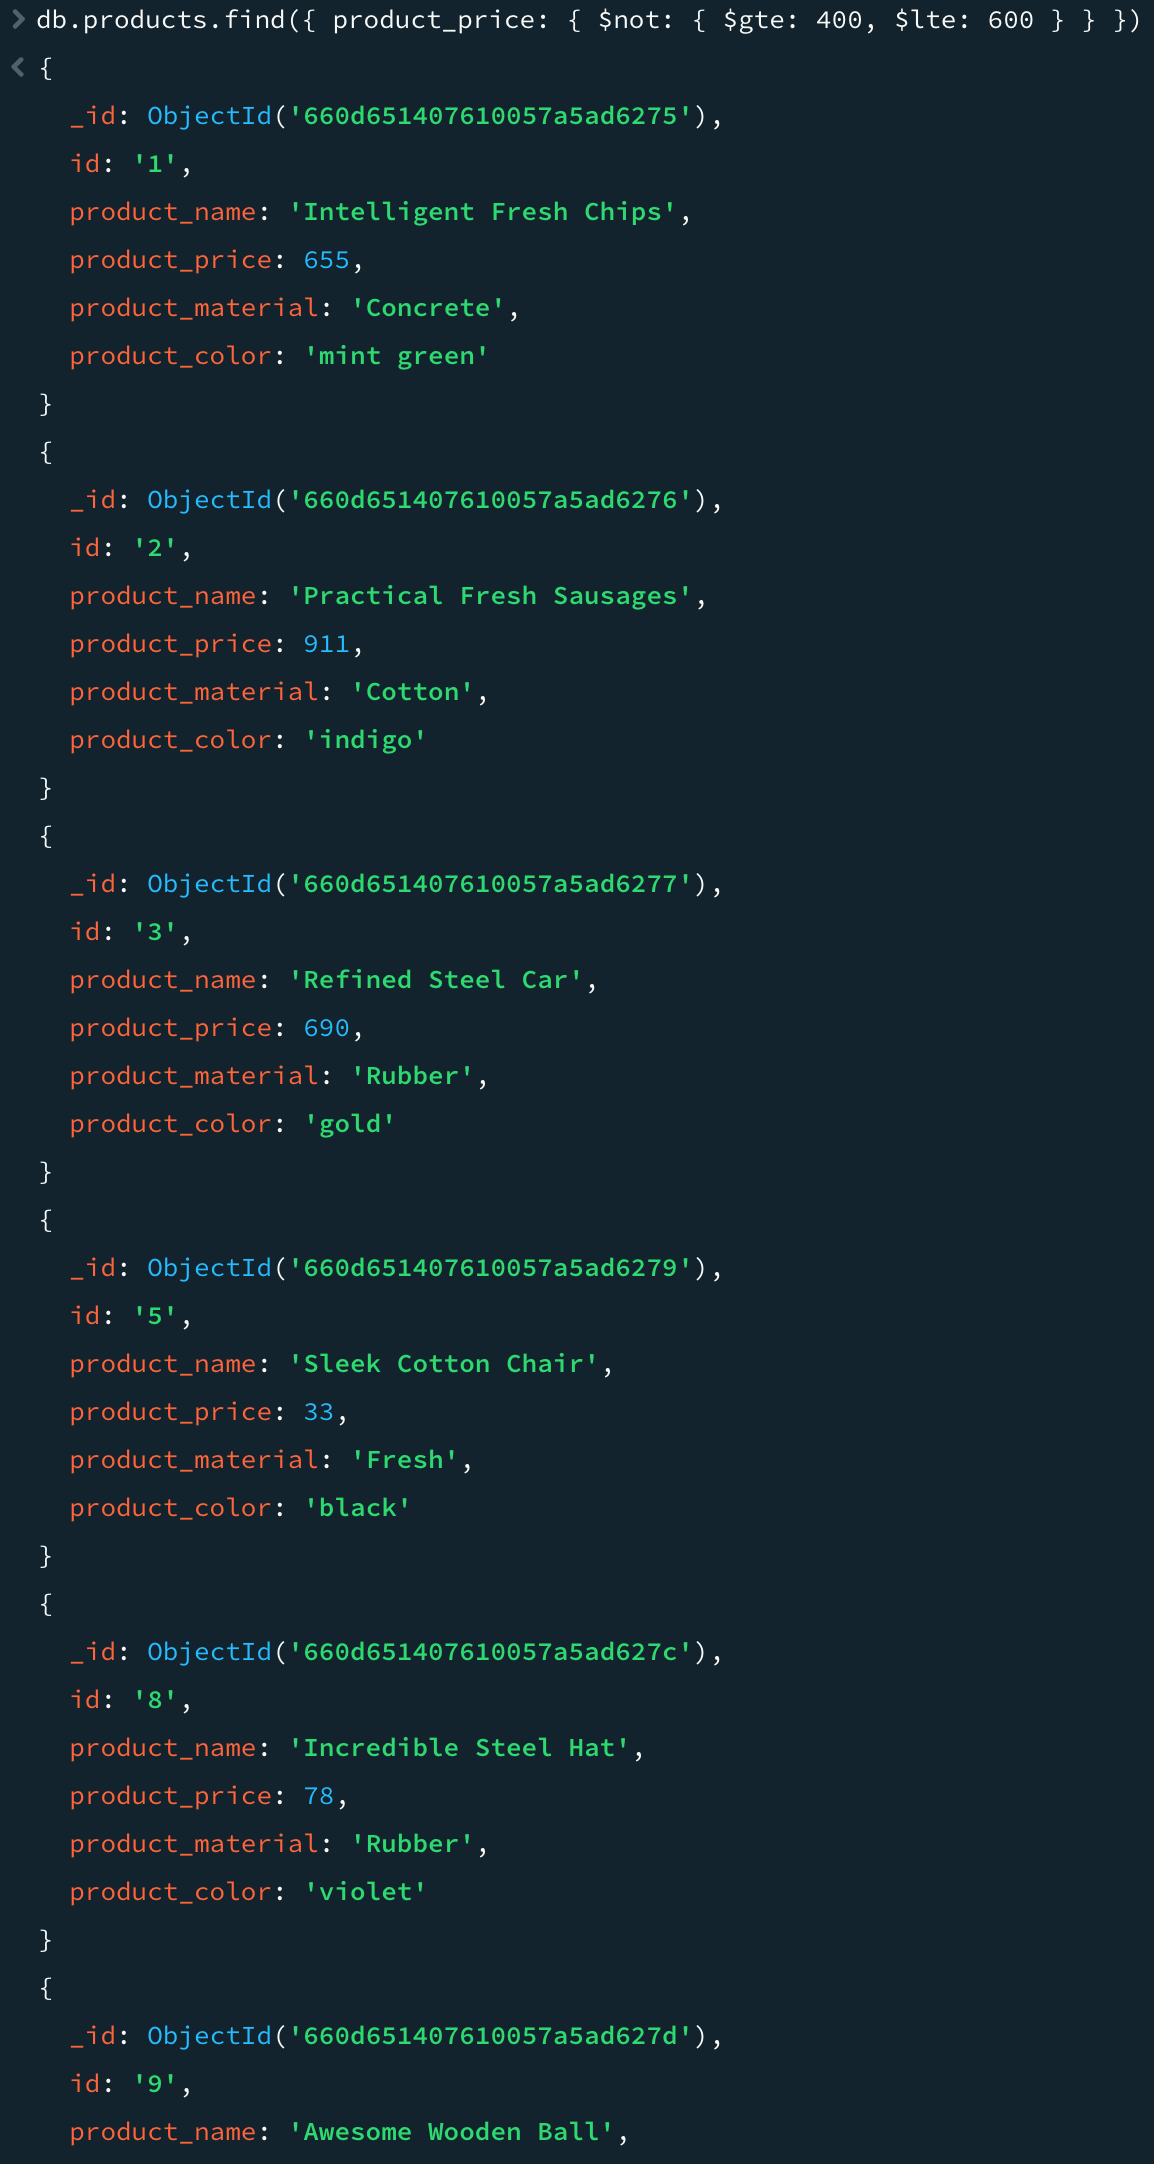 db.products.find({ product_price: { $not: { $gte: 400, $lte: 600 } } })
{
_id: ObjectId('660d651407610057a5ad6275'),
id: '1',
product_name: 'Intelligent Fresh Chips',
product_price: 655,
product_material: 'Concrete',
product_color: 'mint green'
}
{
_id: ObjectId('660d651407610057a5ad6276'),
id: '2',
product_name: 'Practical Fresh Sausages',
product_price: 911,
product_material: 'Cotton',
product_color: 'indigo'
}
{
_id: ObjectId('660d651407610057a5ad6277'),
id: '3',
product_name: 'Refined Steel Car',
product_price: 690,
product_material: 'Rubber',
product_color: 'gold'
}
{
_id: ObjectId('660d651407610057a5ad6279'),
id: '5',
product_name: 'Sleek Cotton Chair',
product_price: 33,
product_material: 'Fresh',
product_color: 'black'
}
{
_id: ObjectId('660d651407610057a5ad627c'),
id: '8',
product_name: 'Incredible Steel Hat',
product_price: 78,
product_material: 'Rubber',
product_color: 'violet'
}
{
_id: ObjectId('660d651407610057a5ad627d'),
id: '9',
product_name: 'Awesome Wooden Ball',